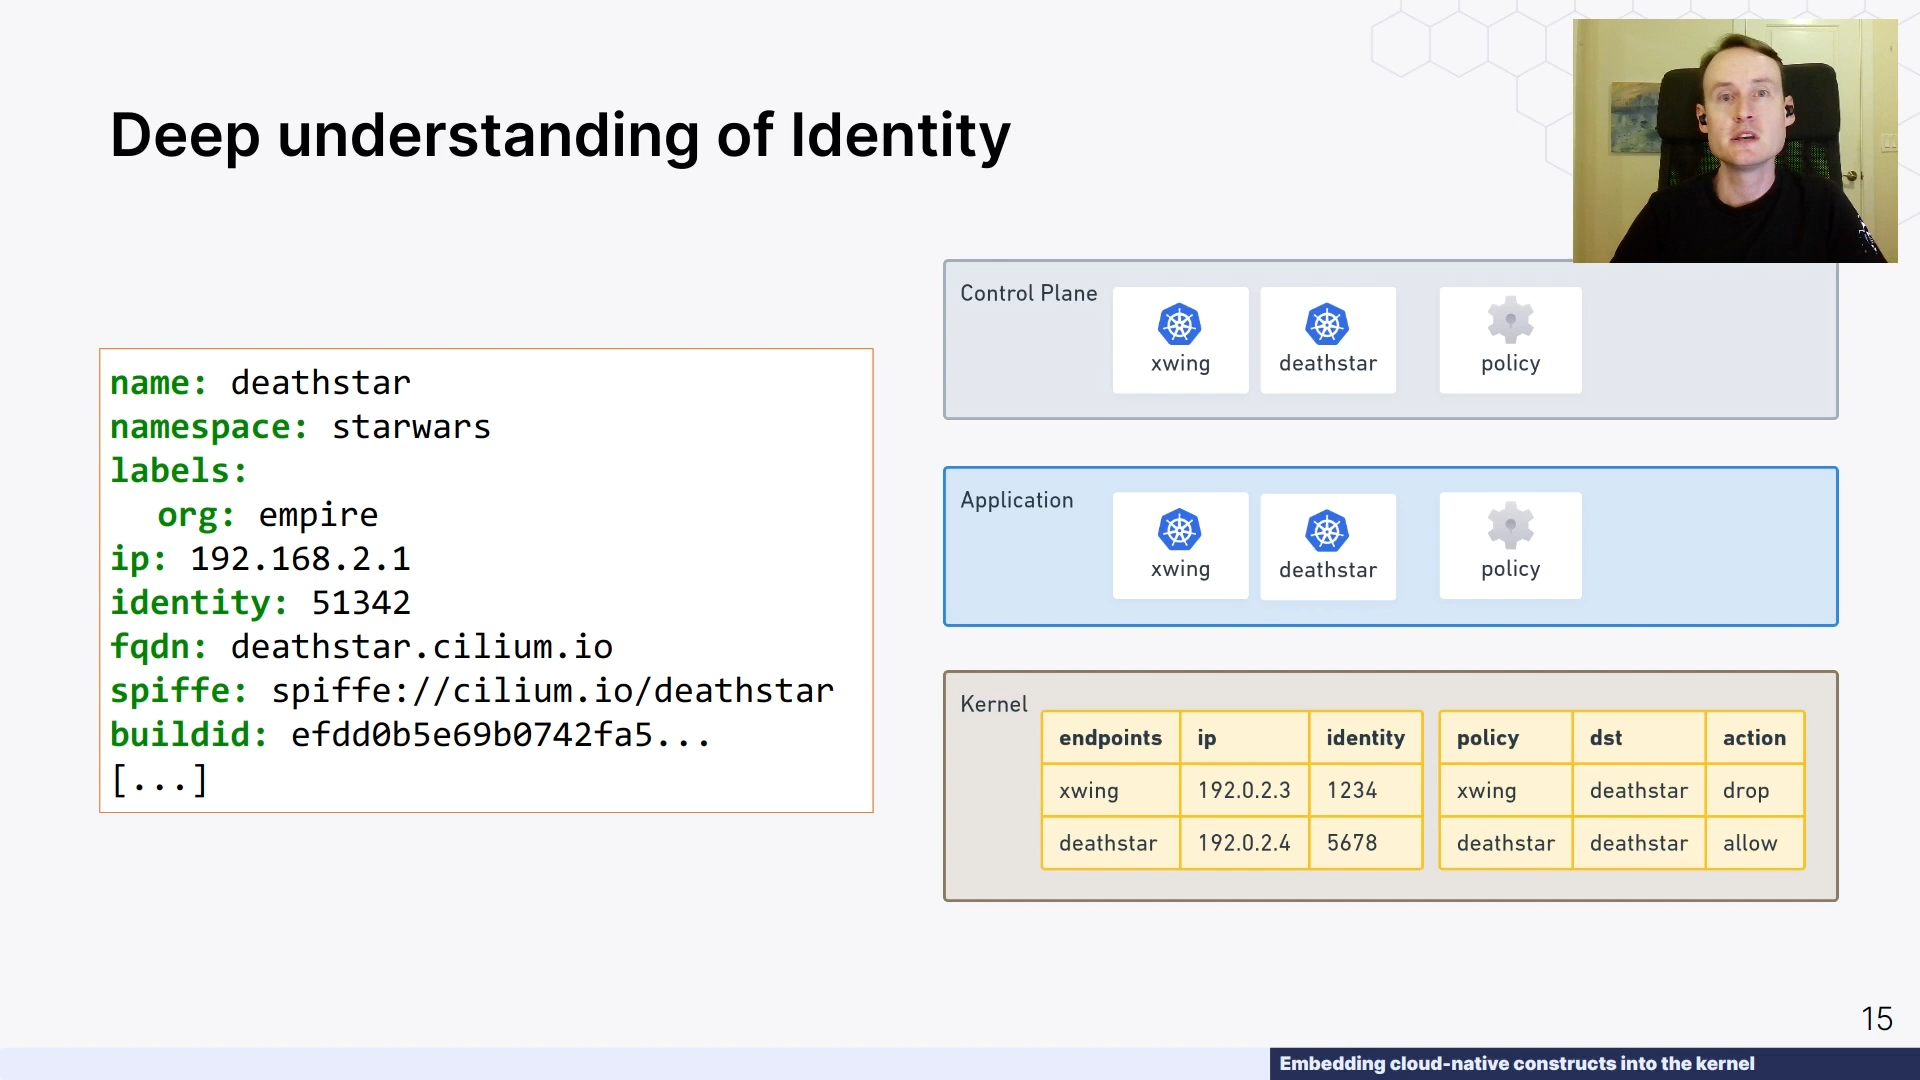 Deep understanding of Identity
name: deathstar
namespace: starwars
labels:
org: empire
ip: 192.168.2.1
identity: 51342
fqdn: deathstar.cilium.io
spiffe: spiffe://cilium.io/deathstar
buildid: efdd0b5e69b0742fa5...
[...]
Control Plane
xwing
deathstar
policy
Application
xwing
deathstar
policy
Kernel
endpoints ip identity
xwing 192.0.2.3 1234
deathstar 192.0.2.4 5678
policy dst action
xwing deathstar drop
deathstar deathstar allow
15
Embedding cloud-native constructs into the kernel